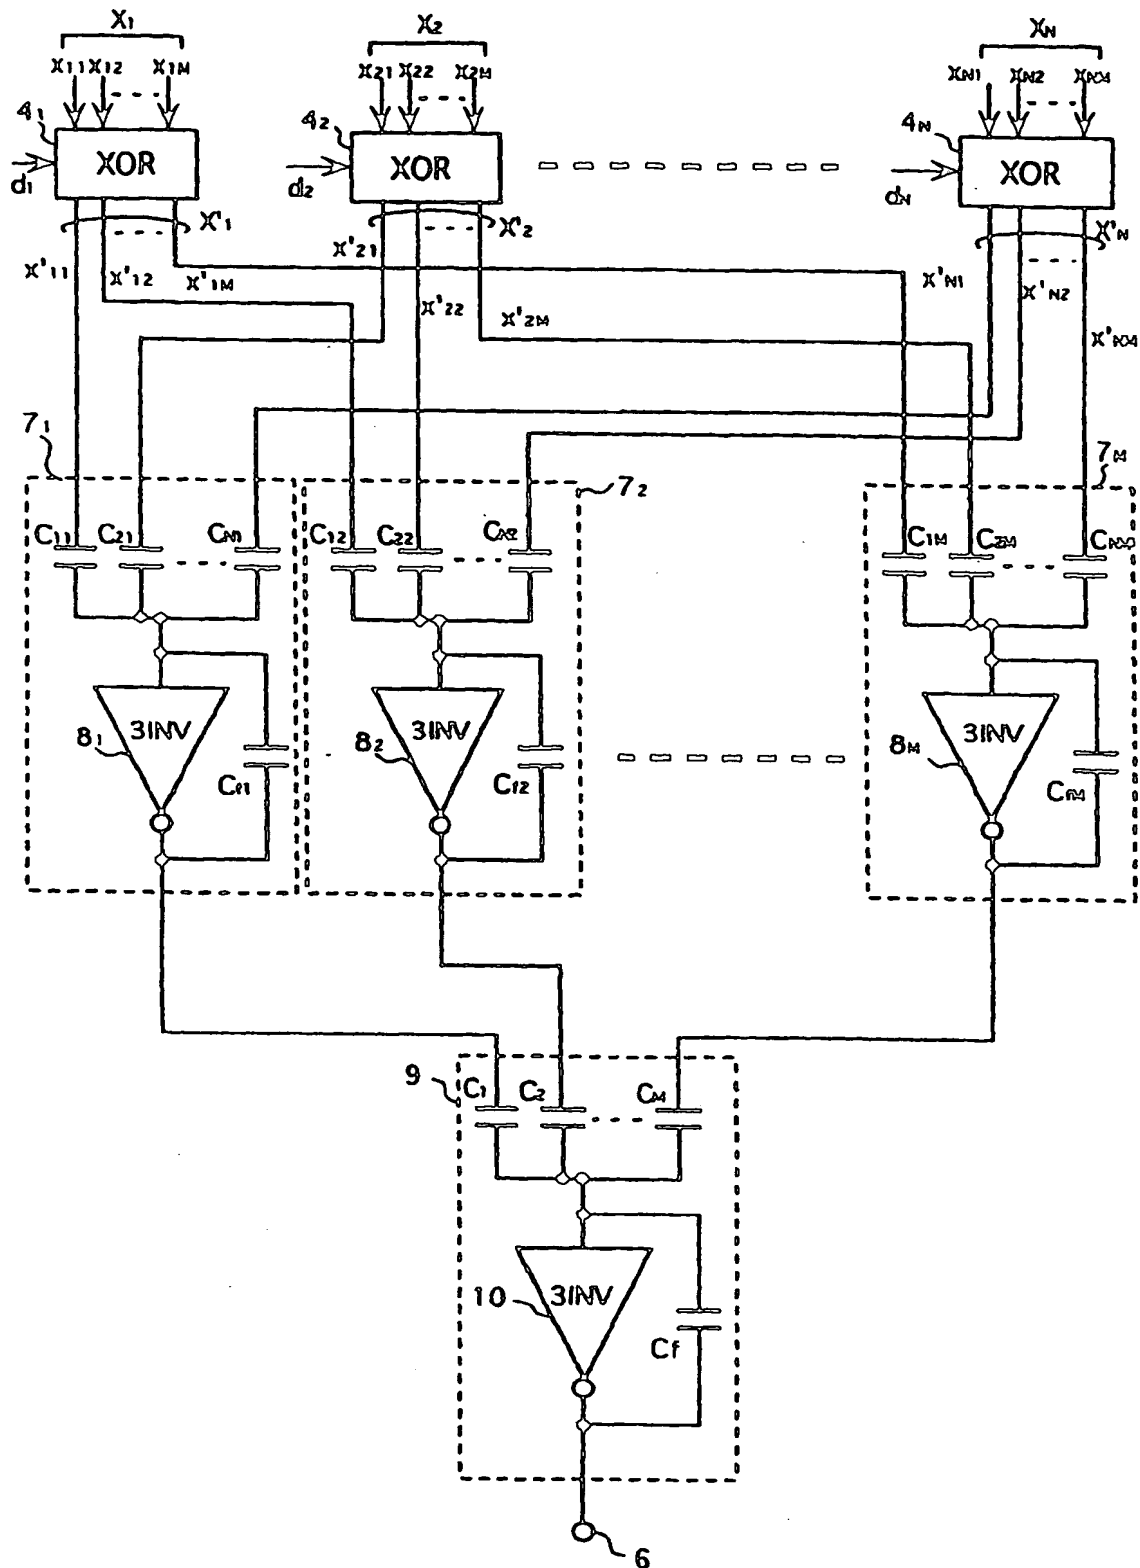 X1 X2 XN
x11 x12 x1M x21 x22 x2M xN1 xN2 xNM
41 42 4N
XOR XOR XOR
d1 d2 dN
X'1 X'2 X'N
x'11 x'12 x'1M x'21 x'22 x'2M x'N1 x'N2 x'NM
71 72 7M
C11 C21 CN1 C12 C22 CN2 C1M C2M CNM
3INV 3INV 3INV
81 82 8M
Cf1 Cf2 CfM
9 C1 C2 CM
3INV
10
Cf
6